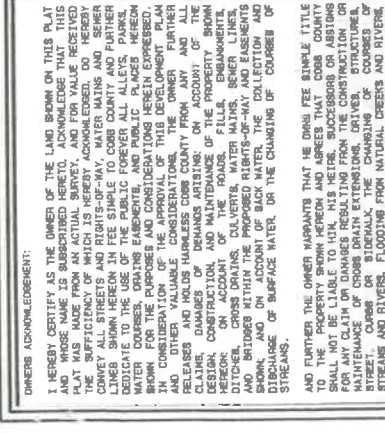 OWNERS ACKNOWLEDGEMENT:
I HEREBY CERTIFY AS THE OWNER OF THE LAND SHOWN ON THIS PLAT
AND WHOSE NAME IS SUBSCRIBED HERETO, ACKNOWLEDGE THAT THIS
PLAT WAS MADE FROM AN ACTUAL SURVEY, AND FOR VALUE RECEIVED
THE SUFFICIENCY OF WHICH IS HEREBY ACKNOWLEDGED, DO HEREBY
CONVEY ALL STREETS AND RIGHTS-OF-WAY, WATER MAINS AND SEWER
LINES SHOWN HEREON IN FEE SIMPLE TO COBB COUNTY AND FURTHER
DEDICATE TO THE USE OF THE PUBLIC FOREVER ALL ALLEYS, PARKS,
WATER COURSES, DRAINS EASEMENTS, AND PUBLIC PLACES HEREON
SHOWN FOR THE PURPOSES AND CONSIDERATIONS HEREIN EXPRESSED.
IN CONSIDERATION OF THE APPROVAL OF THIS DEVELOPMENT PLAN
AND OTHER VALUABLE CONSIDERATIONS, THE OWNER FURTHER
RELEASES AND HOLDS HARMLESS COBB COUNTY FROM ANY AND ALL
CLAIMS, DAMAGES OR DEMANDS ARISING: ON ACCOUNT OF THE
DESIGN, CONSTRUCTION, AND MAINTENANCE OF THE PROPERTY SHOWN
HEREON; ON ACCOUNT OF THE ROADS, FILLS, EMBANKMENTS,
DITCHES, CROSS DRAINS, CULVERTS, WATER MAINS, SEWER LINES,
AND BRIDGES WITHIN THE PROPOSED RIGHTS-OF-WAY AND EASEMENTS
SHOWN; AND ON ACCOUNT OF BACK WATER, THE COLLECTION AND
DISCHARGE OF SURFACE WATER, OR THE CHANGING OF COURSES OF
STREAMS.
AND FURTHER THE OWNER WARRANTS THAT HE OWNS FEE SIMPLE TITLE
TO THE PROPERTY SHOWN HEREON AND AGREES THAT COBB COUNTY
SHALL NOT BE LIABLE TO HIM, HIS HEIRS, SUCCESSORS OR ASSIGNS
FOR ANY CLAIM OR DAMAGES RESULTING FROM THE CONSTRUCTION OR
MAINTENANCE OF CROSS DRAIN EXTENSIONS, DRIVES, STRUCTURES,
STREET, CURBS OR SIDEWALK, THE CHANGING OF COURSES OF
STREAMS AND RIVERS, FLOODING FROM NATURAL CREEKS AND RIVERS,